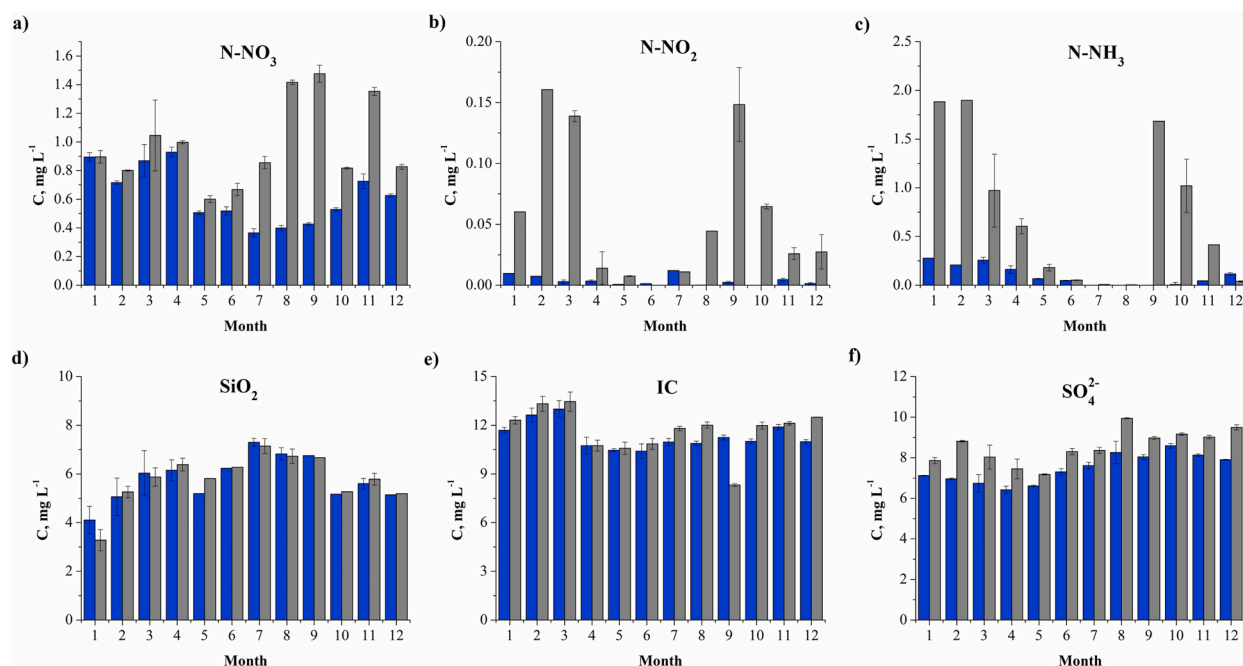 a)
N-NO3
C, mg L-1
1.6
1.4
1.2
1.0
0.8
0.6
0.4
0.2
0.0
1 2 3 4 5 6 7 8 9 10 11 12
Month
b)
N-NO2
C, mg L-1
0.20
0.15
0.10
0.05
0.00
1 2 3 4 5 6 7 8 9 10 11 12
Month
c)
N-NH3
C, mg L-1
2.5
2.0
1.5
1.0
0.5
0.0
1 2 3 4 5 6 7 8 9 10 11 12
Month
d)
SiO2
C, mg L-1
10
8
6
4
2
0
1 2 3 4 5 6 7 8 9 10 11 12
Month
e)
IC
C, mg L-1
15
12
9
6
3
0
1 2 3 4 5 6 7 8 9 10 11 12
Month
f)
SO4 2-
C, mg L-1
12
10
8
6
4
2
0
1 2 3 4 5 6 7 8 9 10 11 12
Month